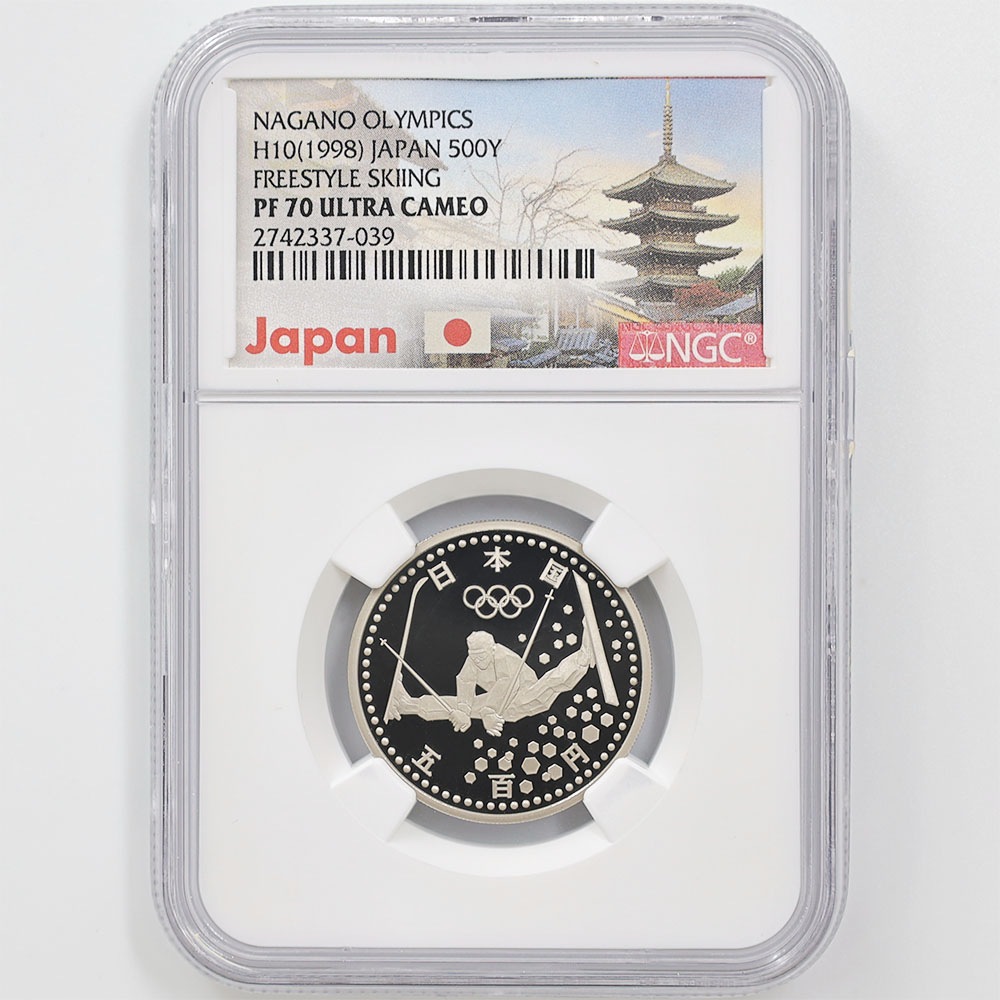 NAGANO OLYMPICS
H10(1998) JAPAN 500Y
FREESTYLE SKIING
PF 70 ULTRA CAMEO
2742337-039
Japan
NGC®
日本国
五百円